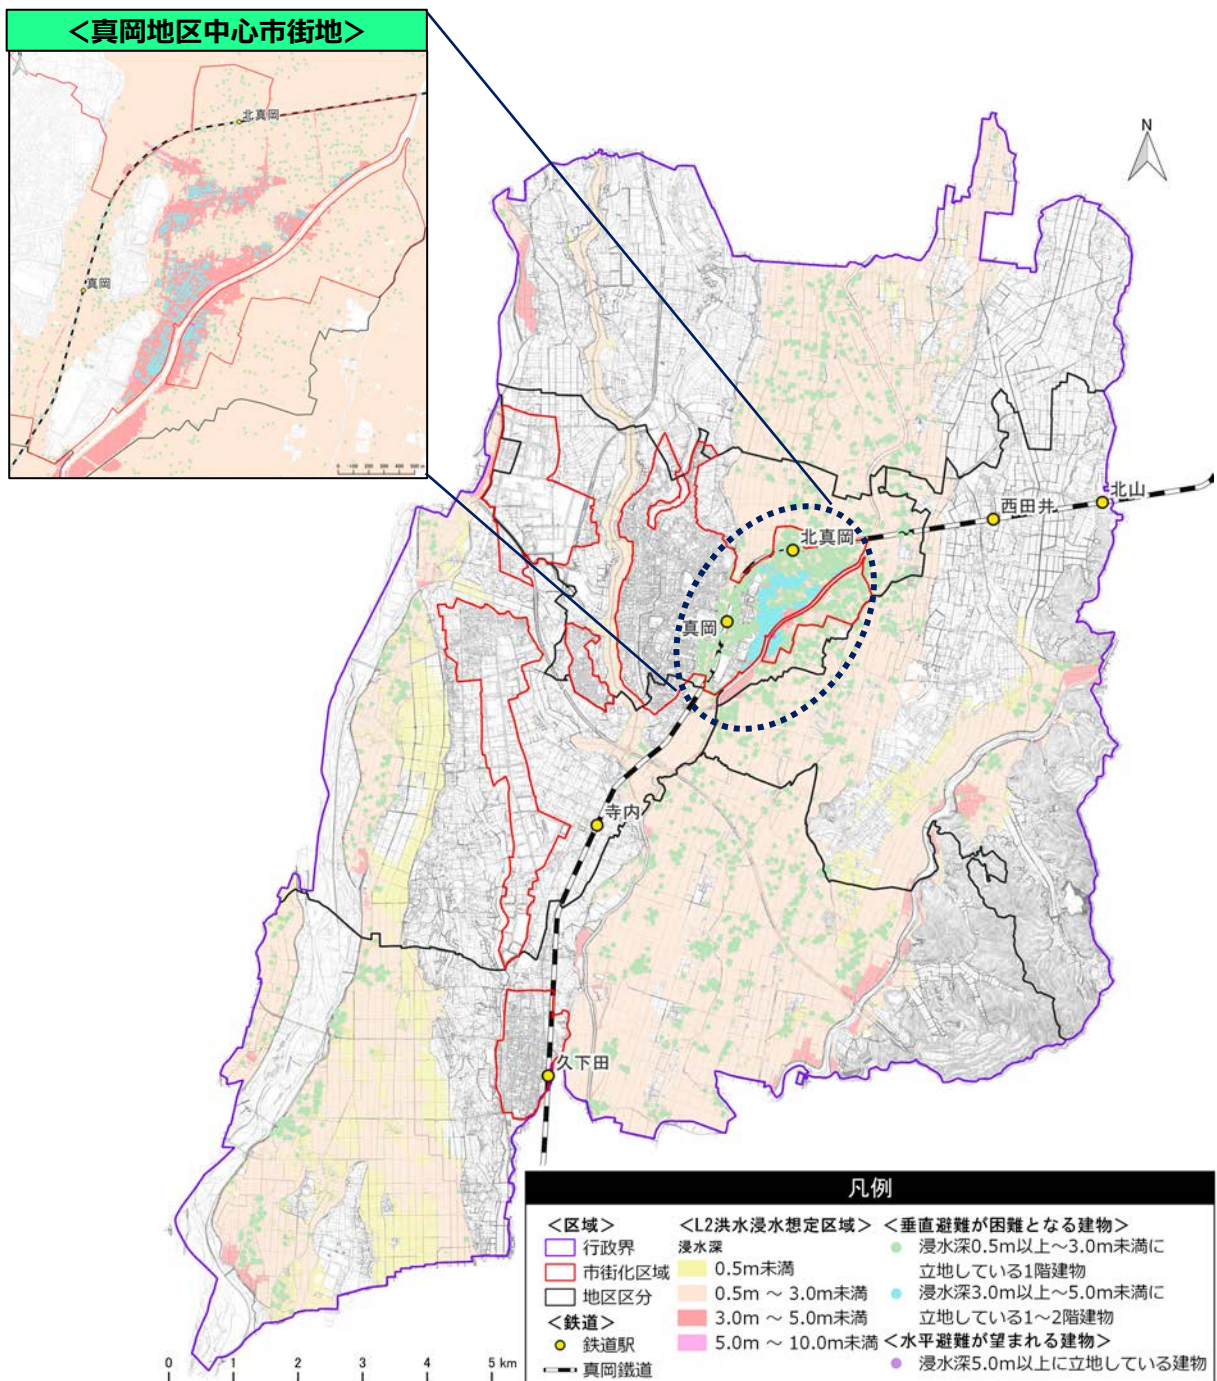 ＜真岡地区中心市街地＞
北真岡
真岡
0 100 200 300 400 500 m
N
北山
西田井
北真岡
真岡
寺内
久下田
0 1 2 3 4 5 km
凡例
＜区域＞
行政界
市街化区域
地区区分
＜鉄道＞
鉄道駅
真岡鐵道
＜L2洪水浸水想定区域＞
浸水深
0.5m未満
0.5m ～ 3.0m未満
3.0m ～ 5.0m未満
5.0m ～ 10.0m未満
＜垂直避難が困難となる建物＞
浸水深0.5m以上～3.0m未満に
立地している1階建物
浸水深3.0m以上～5.0m未満に
立地している1～2階建物
＜水平避難が望まれる建物＞
浸水深5.0m以上に立地している建物